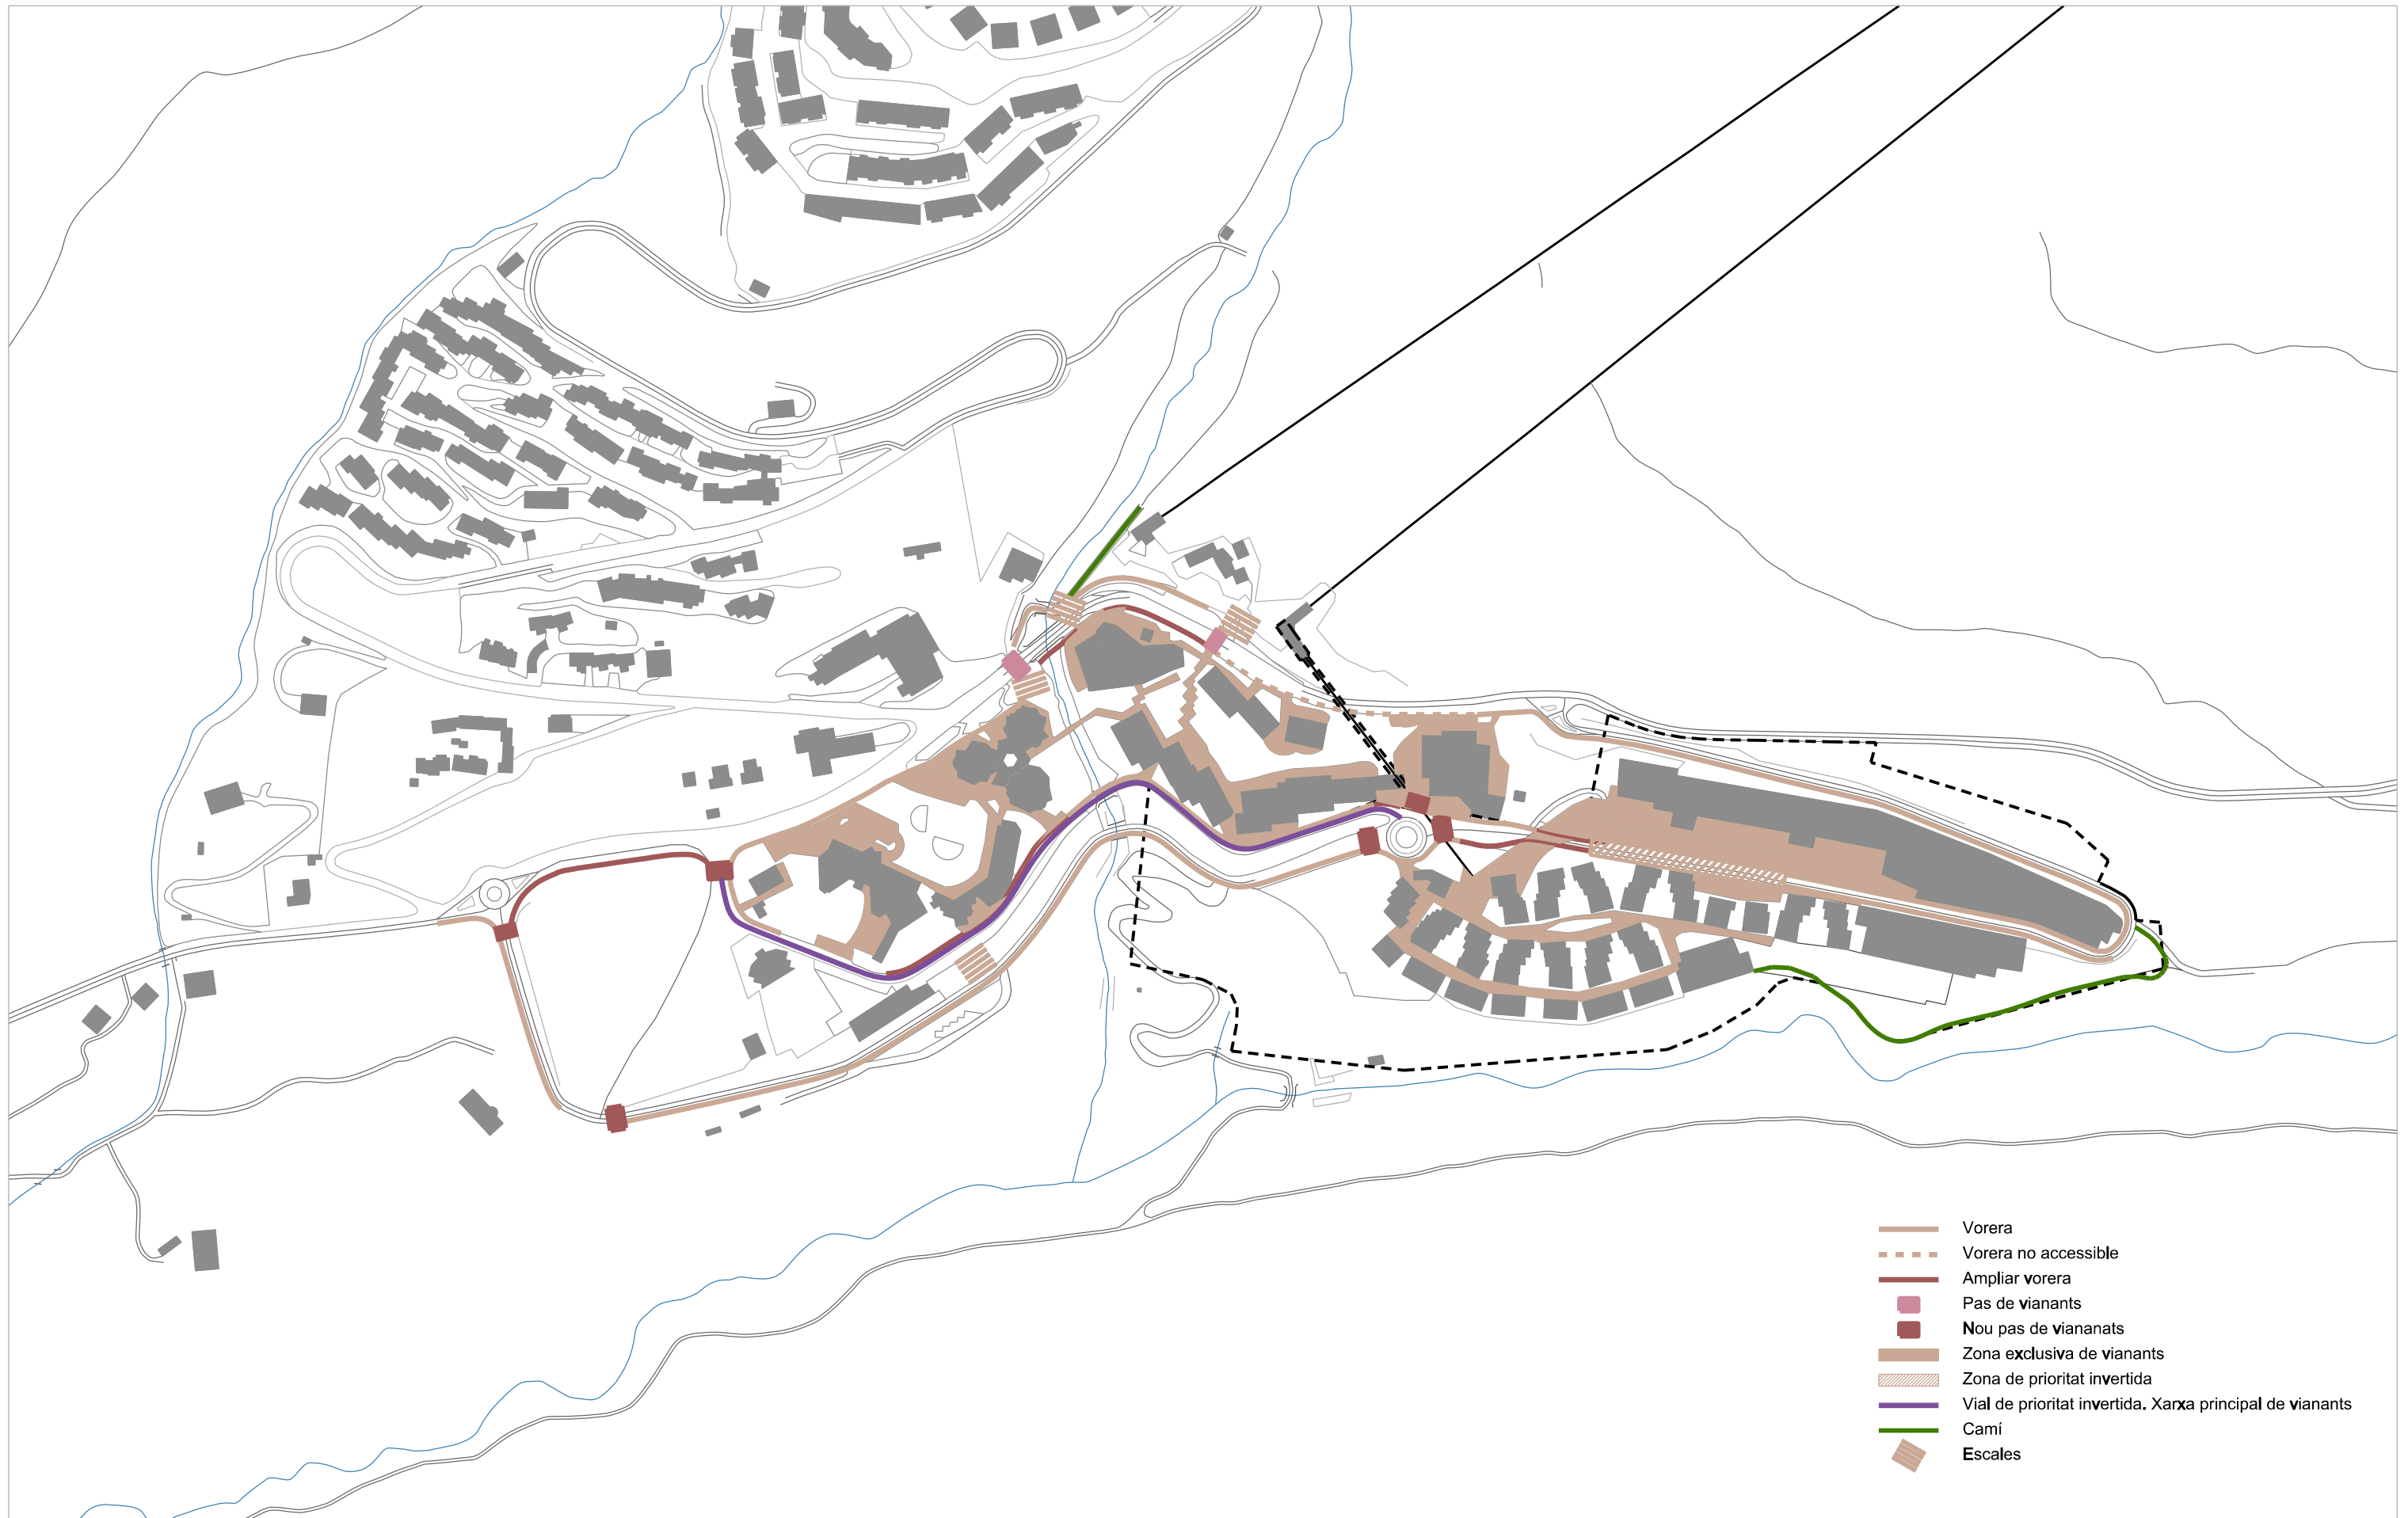 Vorera
Vorera no accessible
Ampliar vorera
Pas de vianants
Nou pas de viananats
Zona exclusiva de vianants
Zona de prioritat invertida
Vial de prioritat invertida. Xarxa principal de vianants
Camí
Escales